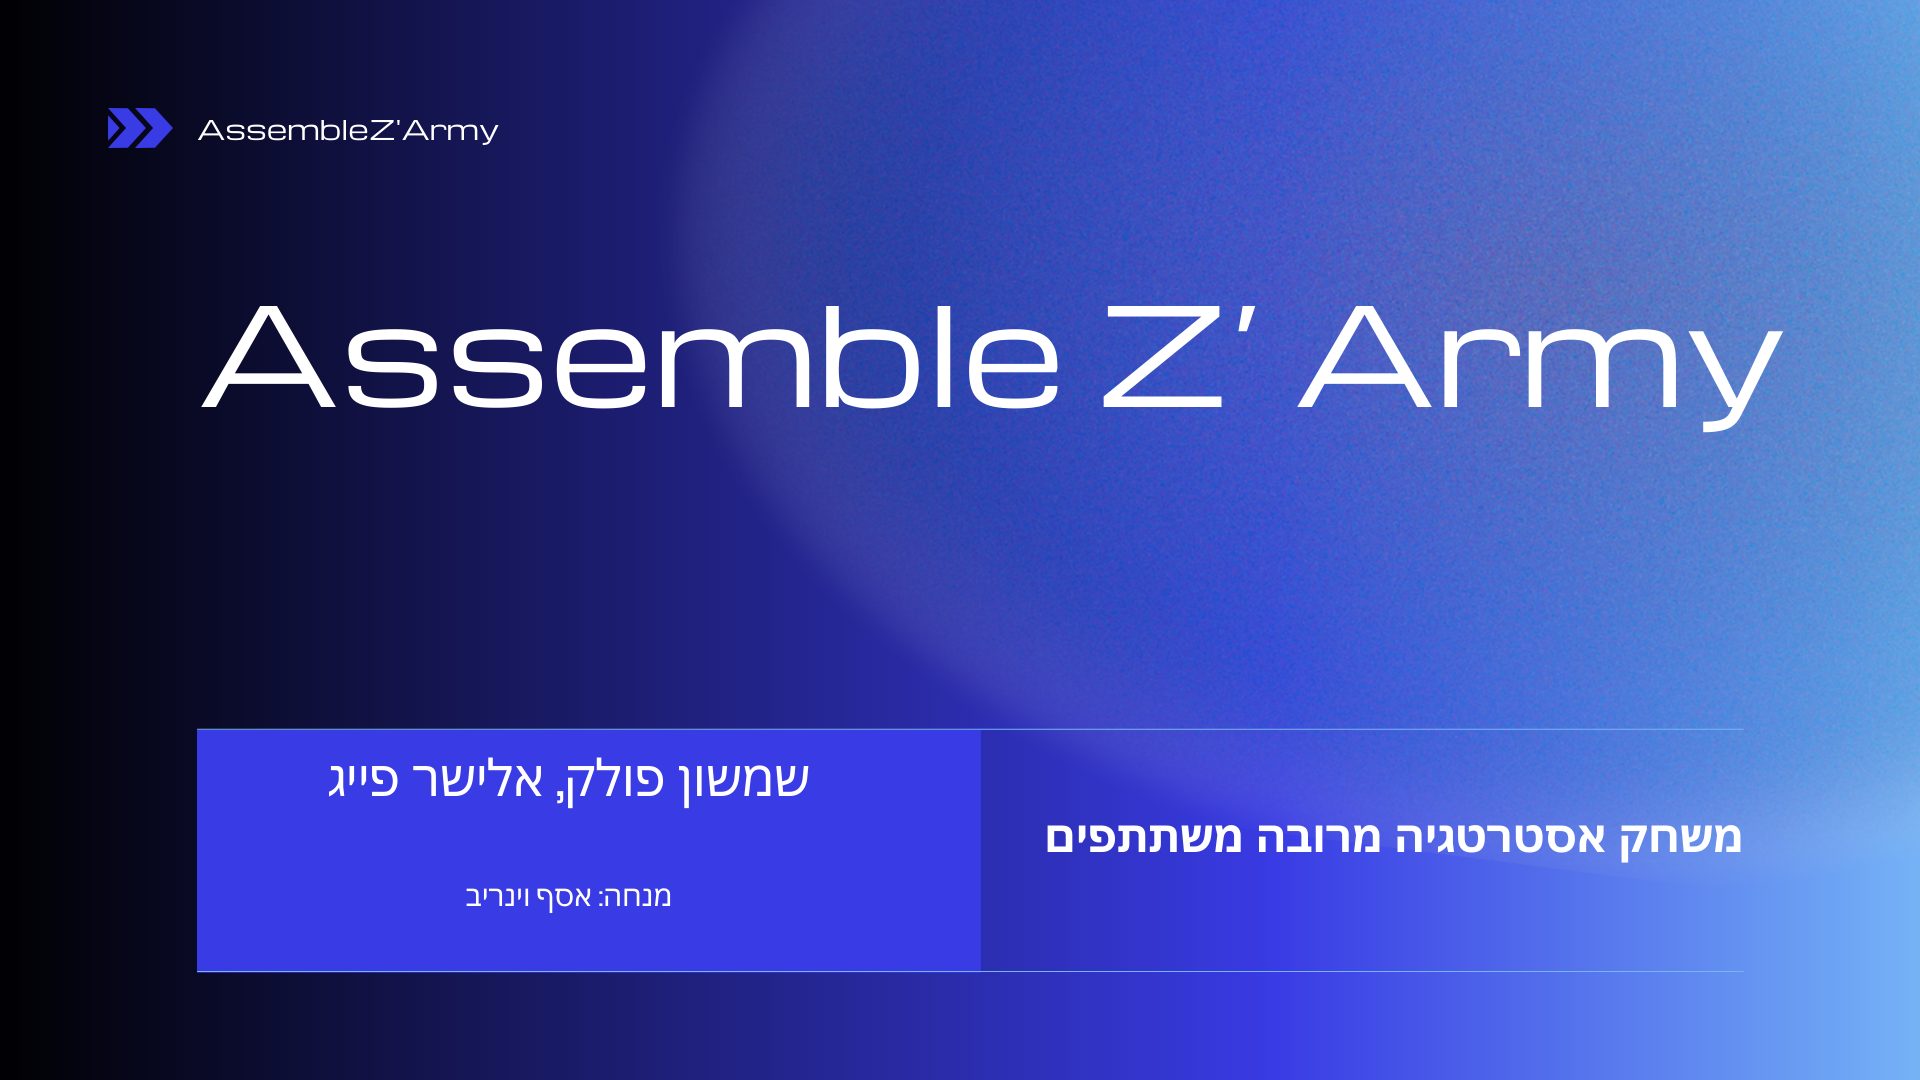 AssembleZ'Army
Assemble Z' Army
שמשון פולק, אלישר פייג
מנחה: אסף וינריב
משחק אסטרטגיה מרובה משתתפים